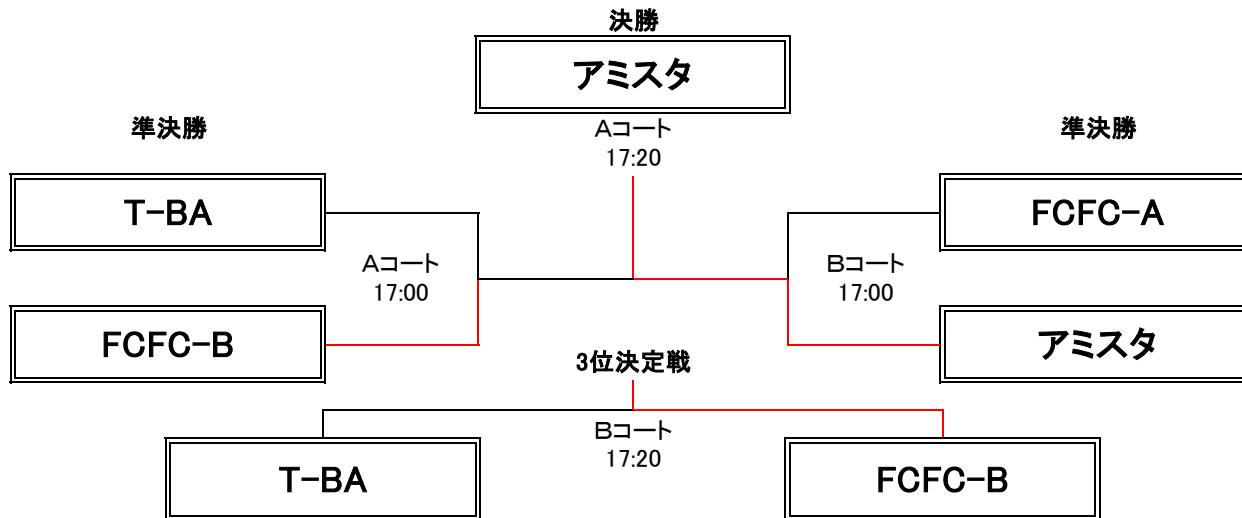 決勝
アミスタ
Aコート
17:20
準決勝
準決勝
T-BA
FCFC-A
Aコート
17:00
Bコート
17:00
FCFC-B
アミスタ
3位決定戦
Bコート
17:20
T-BA
FCFC-B